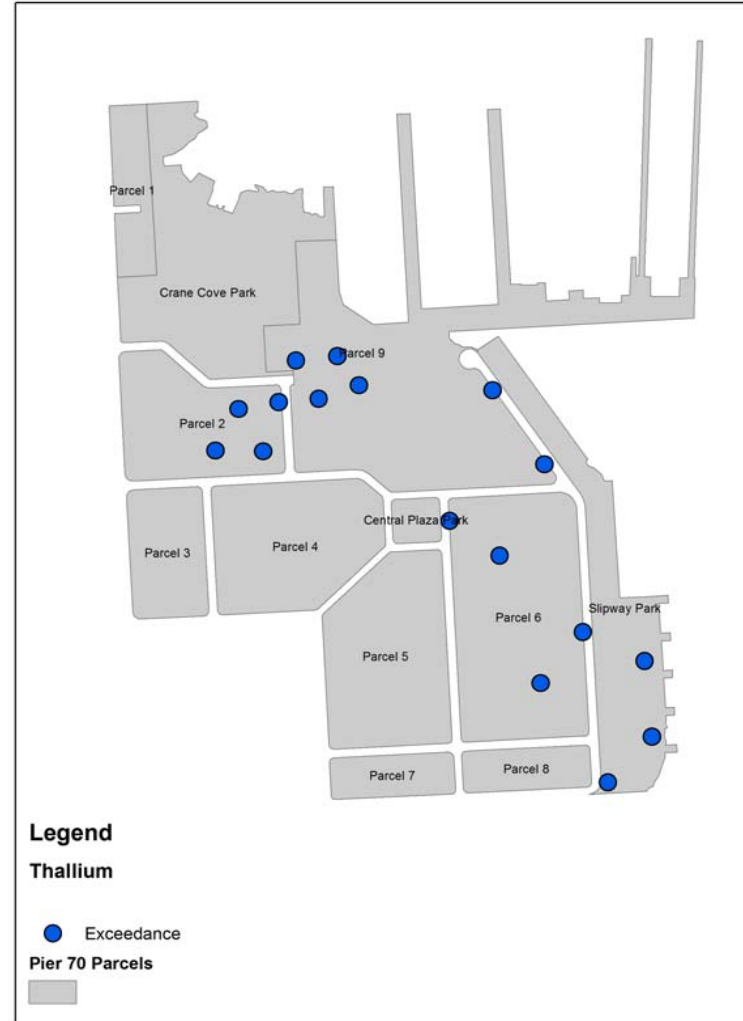 Parcel 1
Crane Cove Park
Parcel 9
Parcel 2
Central Plaza Park
Parcel 3
Parcel 4
Slipway Park
Parcel 6
Parcel 5
Parcel 7
Parcel 8
Legend
Thallium
Exceedance
Pier 70 Parcels